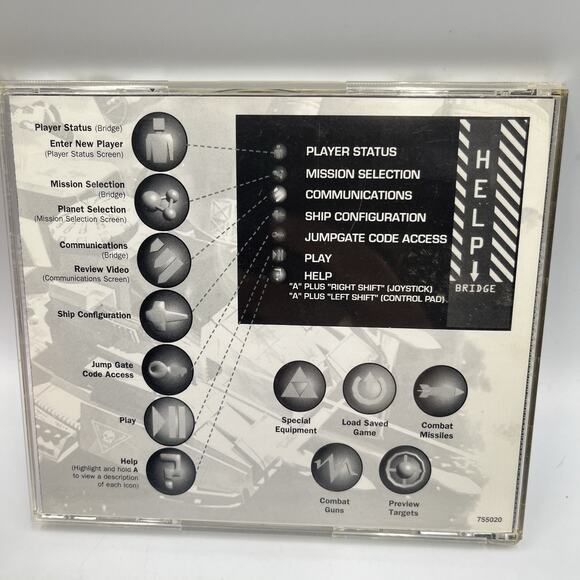 Player Status (Bridge)
Enter New Player
(Player Status Screen)
Mission Selection
(Bridge)
Planet Selection
(Mission Selection Screen)
Communications
(Bridge)
Review Video
(Communications Screen)
Ship Configuration
Jump Gate
Code Access
Play
Help
(Highlight and hold A
to view a description
of each icon)
PLAYER STATUS
MISSION SELECTION
COMMUNICATIONS
SHIP CONFIGURATION
JUMPGATE CODE ACCESS
PLAY
HELP
"A" PLUS "RIGHT SHIFT" (JOYSTICK)
"A" PLUS "LEFT SHIFT" (CONTROL PAD)
HELP
BRIDGE
Special
Equipment
Load Saved
Game
Combat
Missiles
Combat
Guns
Preview
Targets
755020